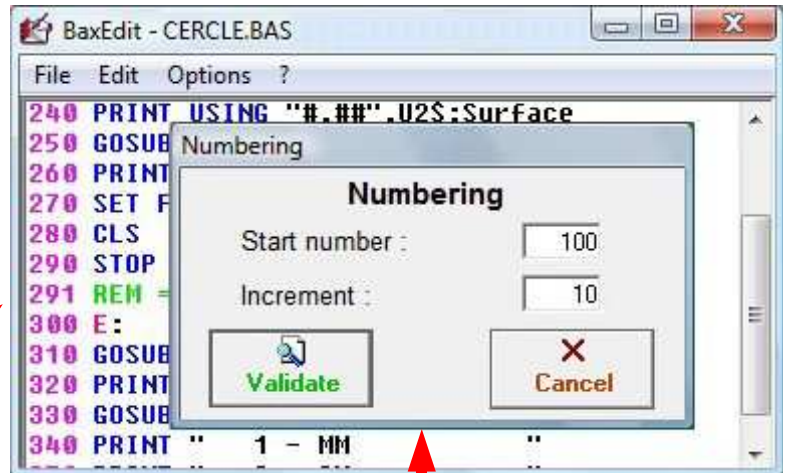 BaxEdit - CERCLE.BAS
File Edit Options ?
240 PRINT USING "#.##".U2$:Surface
250 GOSUB
260 PRINT
270 SET F
280 CLS
290 STOP
291 REM =
300 E:
310 GOSUB
320 PRINT
330 GOSUB
340 PRINT " 1 - MM "
Numbering
Numbering
Start number : 100
Increment : 10
Validate Cancel